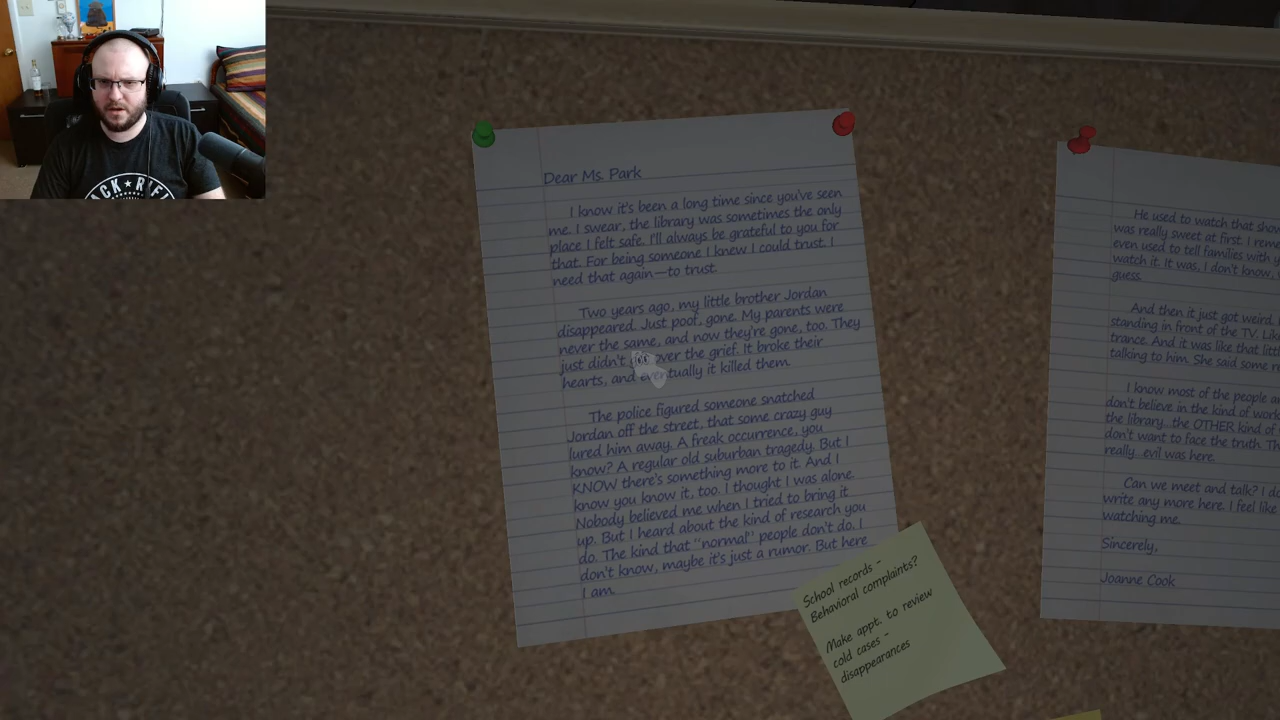 Dear Ms. Park
I know it's been a long time since you've seen
me. I swear, the library was sometimes the only
place I felt safe. I'll always be grateful to you for
that. For being someone I knew I could trust. I
need that again—to trust.
Two years ago, my little brother Jordan
disappeared. Just poof, gone. My parents were
never the same, and now they're gone, too. They
just didn't get over the grief. It broke their
hearts, and eventually it killed them.
The police figured someone snatched
Jordan off the street, that some crazy guy
lured him away. A freak occurrence, you
know? A regular old suburban tragedy. But I
KNOW there's something more to it. And I
know you know it, too. I thought I was alone.
Nobody believed me when I tried to bring it
up. But I heard about the kind of research you
do. The kind that "normal" people don't do. I
don't know, maybe it's just a rumor. But here
I am.
School records -
Behavioral complaints?
Make appt. to review
cold cases -
disappearances
He used to watch that
was really sweet at first. I
even used to tell families with
watch it. It was, I don't know,
guess.
And then it just got weird.
standing in front of the TV.
trance. And it was like that
talking to him. She said some
I know most of the people
don't believe in the kind of
the library...the OTHER kind of
don't want to face the truth.
really...evil was here.
Can we meet and talk? I
write any more here. I feel like
watching me.
Sincerely,
Joanne Cook